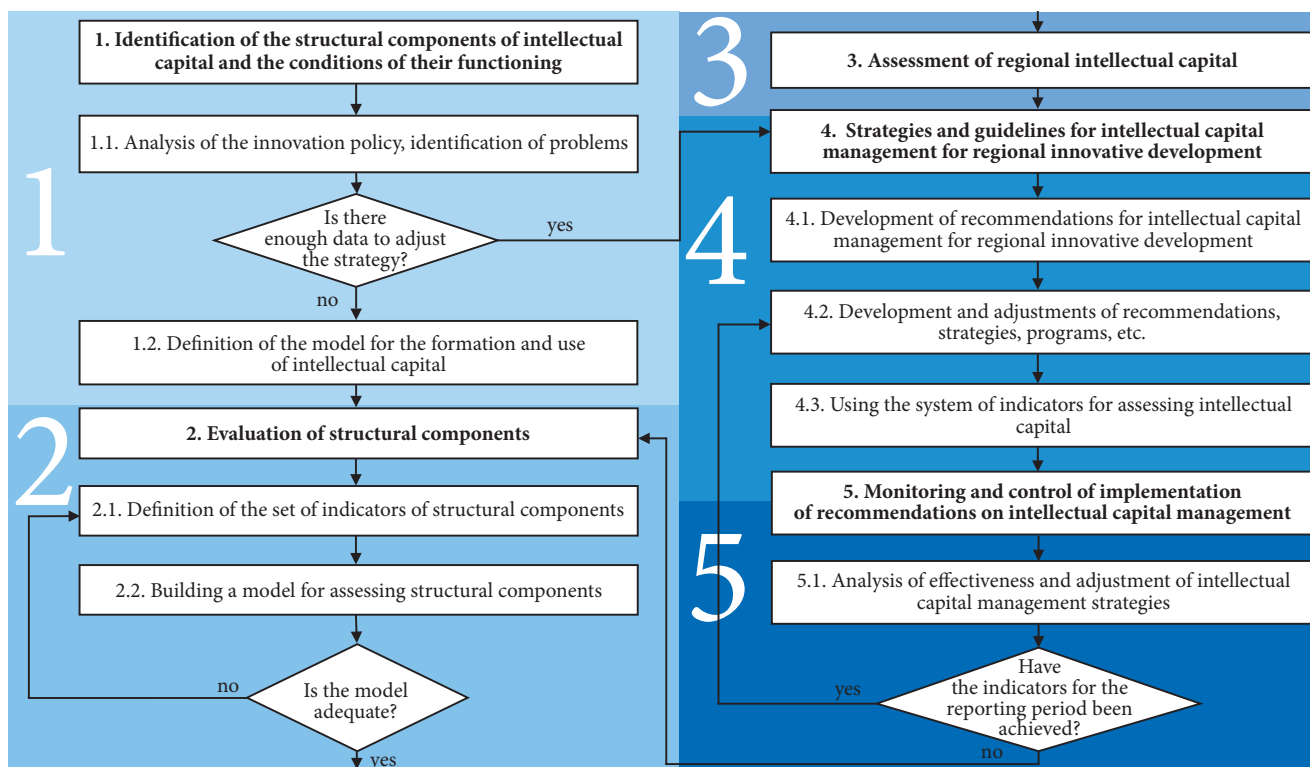 1
1. Identification of the structural components of intellectual
capital and the conditions of their functioning
1.1. Analysis of the innovation policy, identification of problems
Is there
enough data to adjust
the strategy?
yes
no
1.2. Definition of the model for the formation and use
of intellectual capital
2
2. Evaluation of structural components
2.1. Definition of the set of indicators of structural components
2.2. Building a model for assessing structural components
Is the model
adequate?
no
yes
3
3. Assessment of regional intellectual capital
4
4. Strategies and guidelines for intellectual capital
management for regional innovative development
4.1. Development of recommendations for intellectual capital
management for regional innovative development
4.2. Development and adjustments of recommendations,
strategies, programs, etc.
4.3. Using the system of indicators for assessing intellectual
capital
5
5. Monitoring and control of implementation
of recommendations on intellectual capital management
5.1. Analysis of effectiveness and adjustment of intellectual
capital management strategies
Have
the indicators for the
reporting period been
achieved?
yes
no